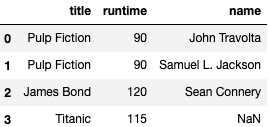 title runtime name
0 Pulp Fiction 90 John Travolta
1 Pulp Fiction 90 Samuel L. Jackson
2 James Bond 120 Sean Connery
3 Titanic 115 NaN